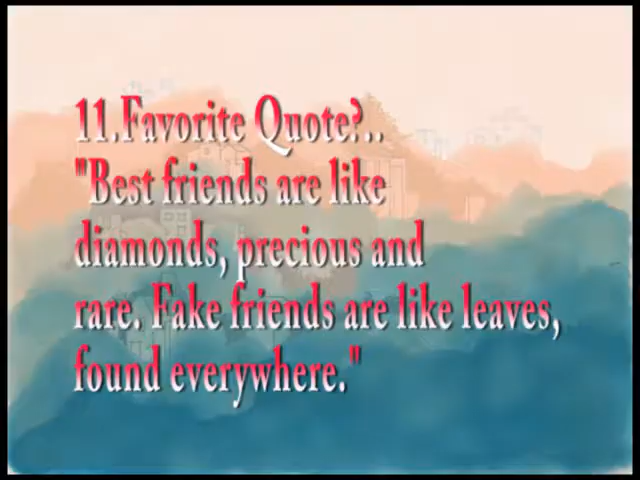 11.Favorite Quote?..
"Best friends are like
diamonds, precious and
rare. Fake friends are like leaves,
found everywhere."